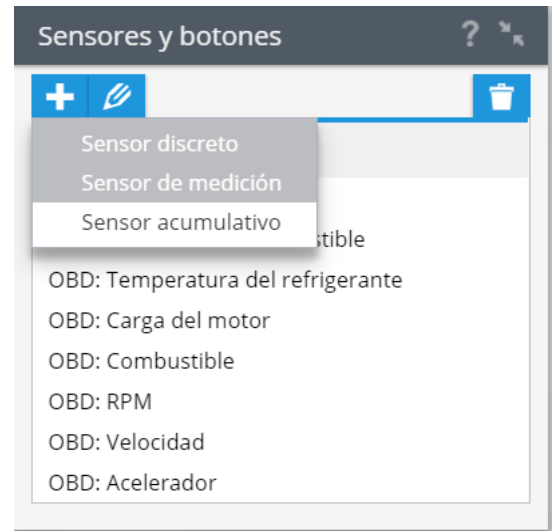 Sensores y botones ?
Sensor discreto
Sensor de medición
Sensor acumulativo
stible
OBD: Temperatura del refrigerante
OBD: Carga del motor
OBD: Combustible
OBD: RPM
OBD: Velocidad
OBD: Acelerador